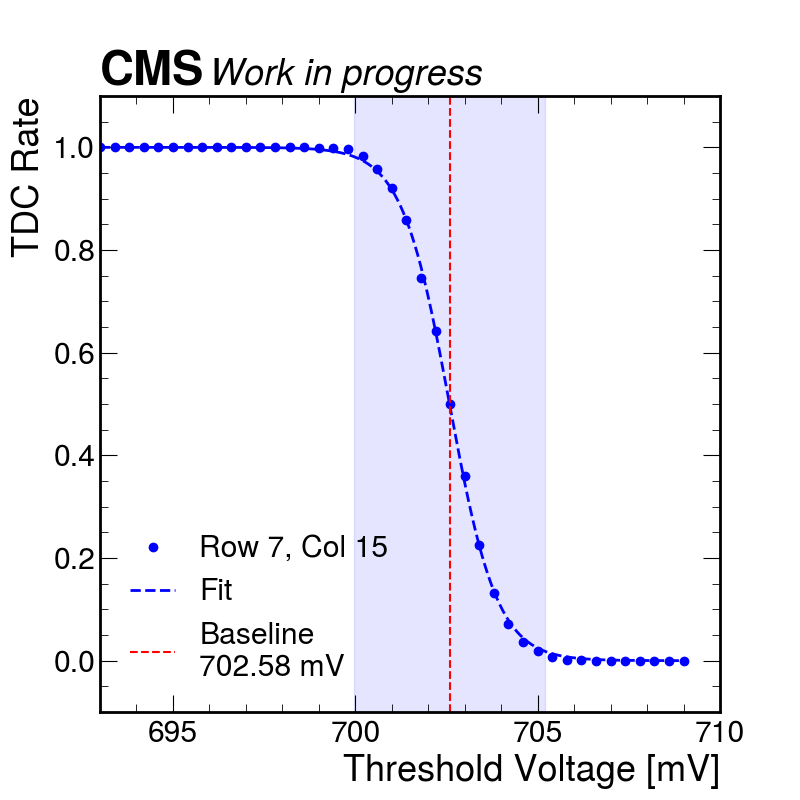 CMS Work in progress
TDC Rate
1.0
0.8
0.6
0.4
0.2
0.0
Row 7, Col 15
Fit
Baseline
702.58 mV
695 700 705 710
Threshold Voltage [mV]